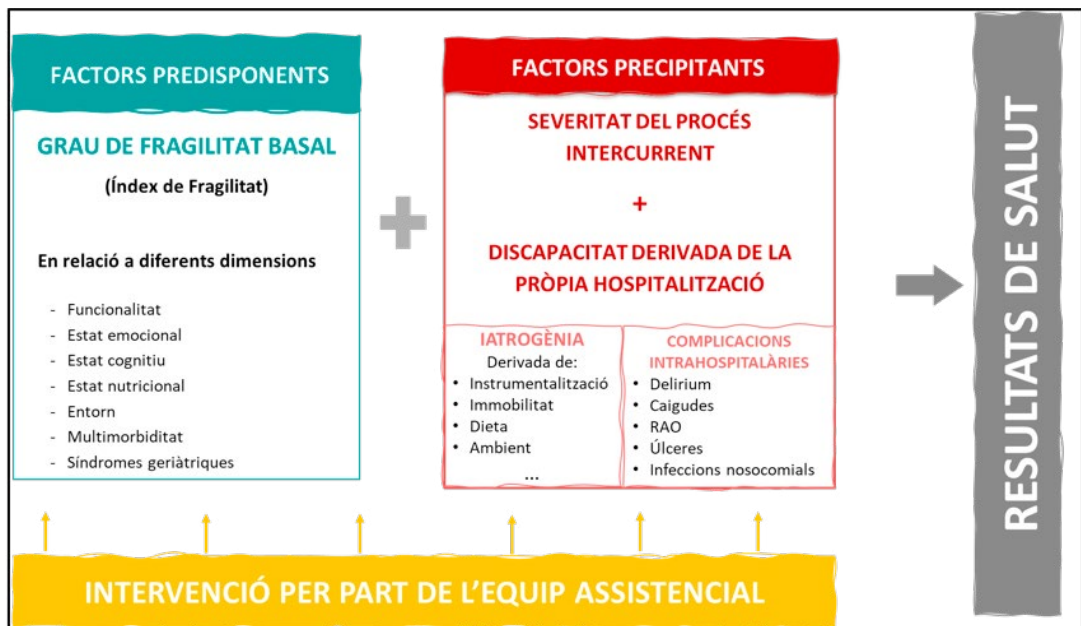 FACTORS PREDISPONENTS
GRAU DE FRAGILITAT BASAL
(Índex de Fragilitat)
En relació a diferents dimensions
- Funcionalitat
- Estat emocional
- Estat cognitiu
- Estat nutricional
- Entorn
- Multimorbiditat
- Síndromes geriàtriques
+
FACTORS PRECIPITANTS
SEVERITAT DEL PROCÉS
INTERCURRENT
+
DISCAPACITAT DERIVADA DE LA
PRÒPIA HOSPITALITZACIÓ
IATROGÈNIA
Derivada de:
• Instrumentalització
• Immobilitat
• Dieta
• Ambient
...
COMPLICACIONS
INTRAHOSPITALÀRIES
• Delirium
• Caigudes
• RAO
• Úlceres
• Infeccions nosocomials
RESULTATS DE SALUT
INTERVENCIÓ PER PART DE L'EQUIP ASSISTENCIAL